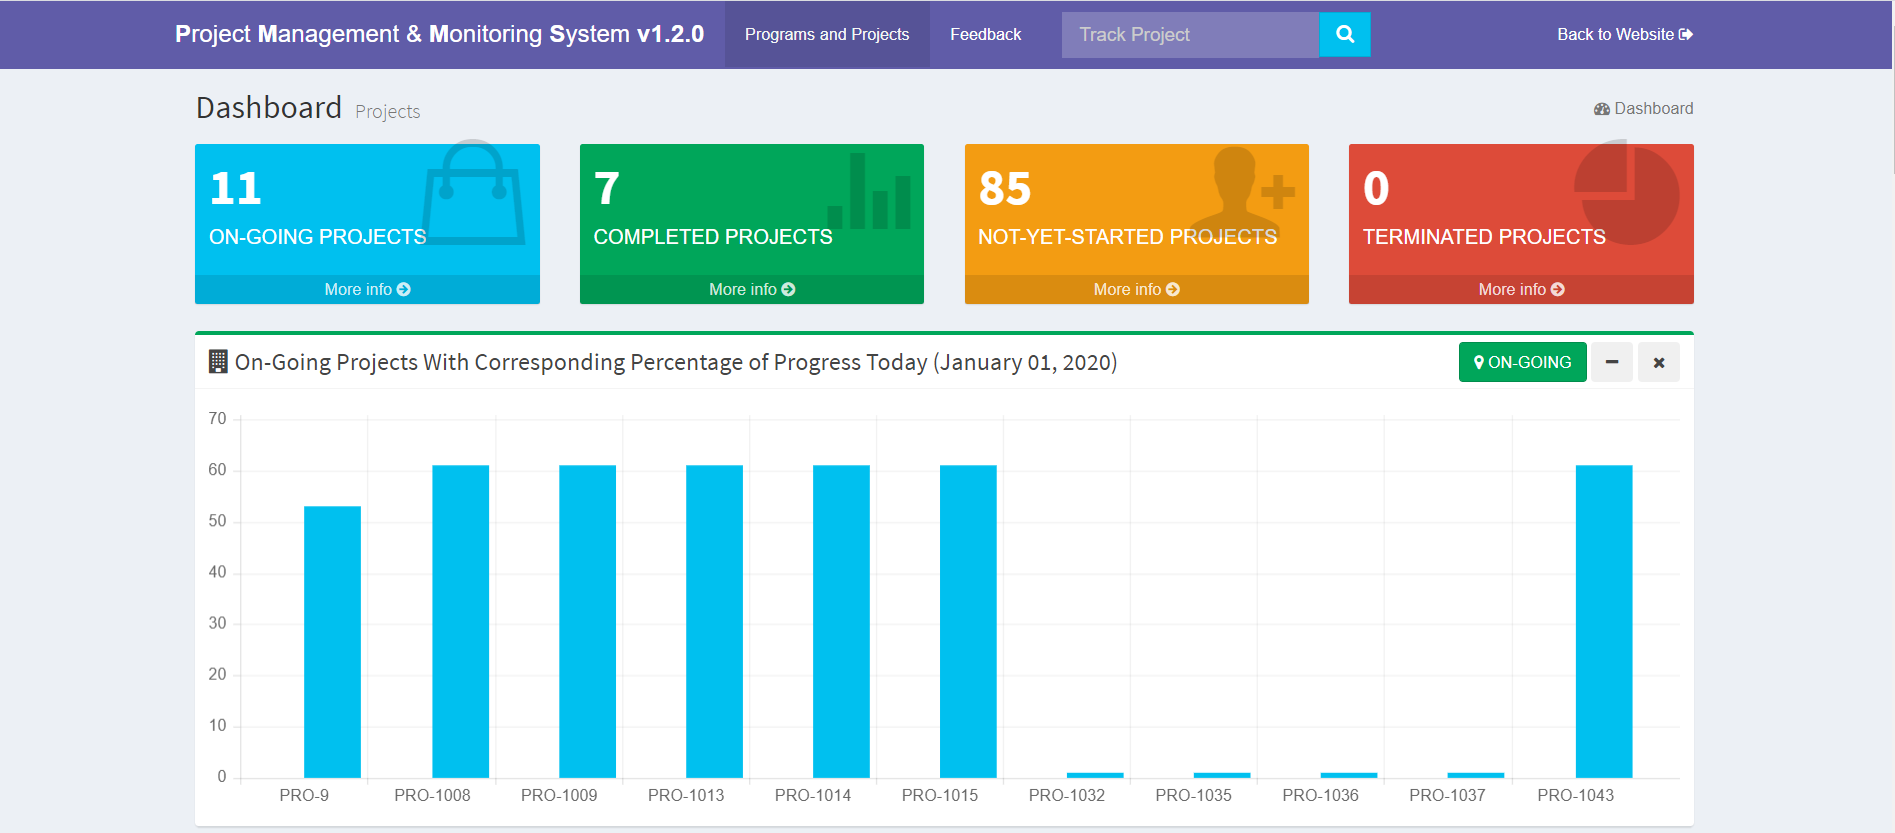 Project Management & Monitoring System v1.2.0 Programs and Projects Feedback Track Project Back to Website
Dashboard Projects Dashboard
11
ON-GOING PROJECTS
More info
7
COMPLETED PROJECTS
More info
85
NOT-YET-STARTED PROJECTS
More info
0
TERMINATED PROJECTS
More info
On-Going Projects With Corresponding Percentage of Progress Today (January 01, 2020) ON-GOING
70
60
50
40
30
20
10
0
PRO-9 PRO-1008 PRO-1009 PRO-1013 PRO-1014 PRO-1015 PRO-1032 PRO-1035 PRO-1036 PRO-1037 PRO-1043